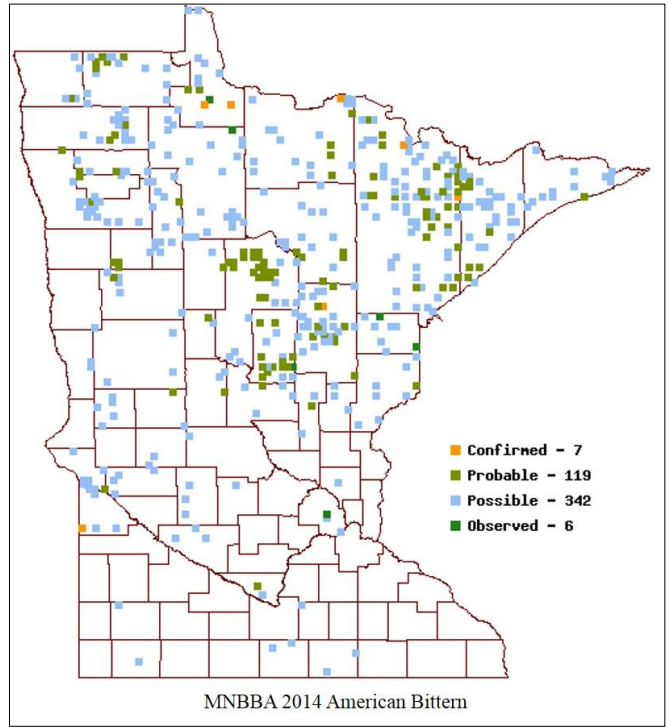 Confirmed - 7
Probable - 119
Possible - 342
Observed - 6
MNBBA 2014 American Bittern